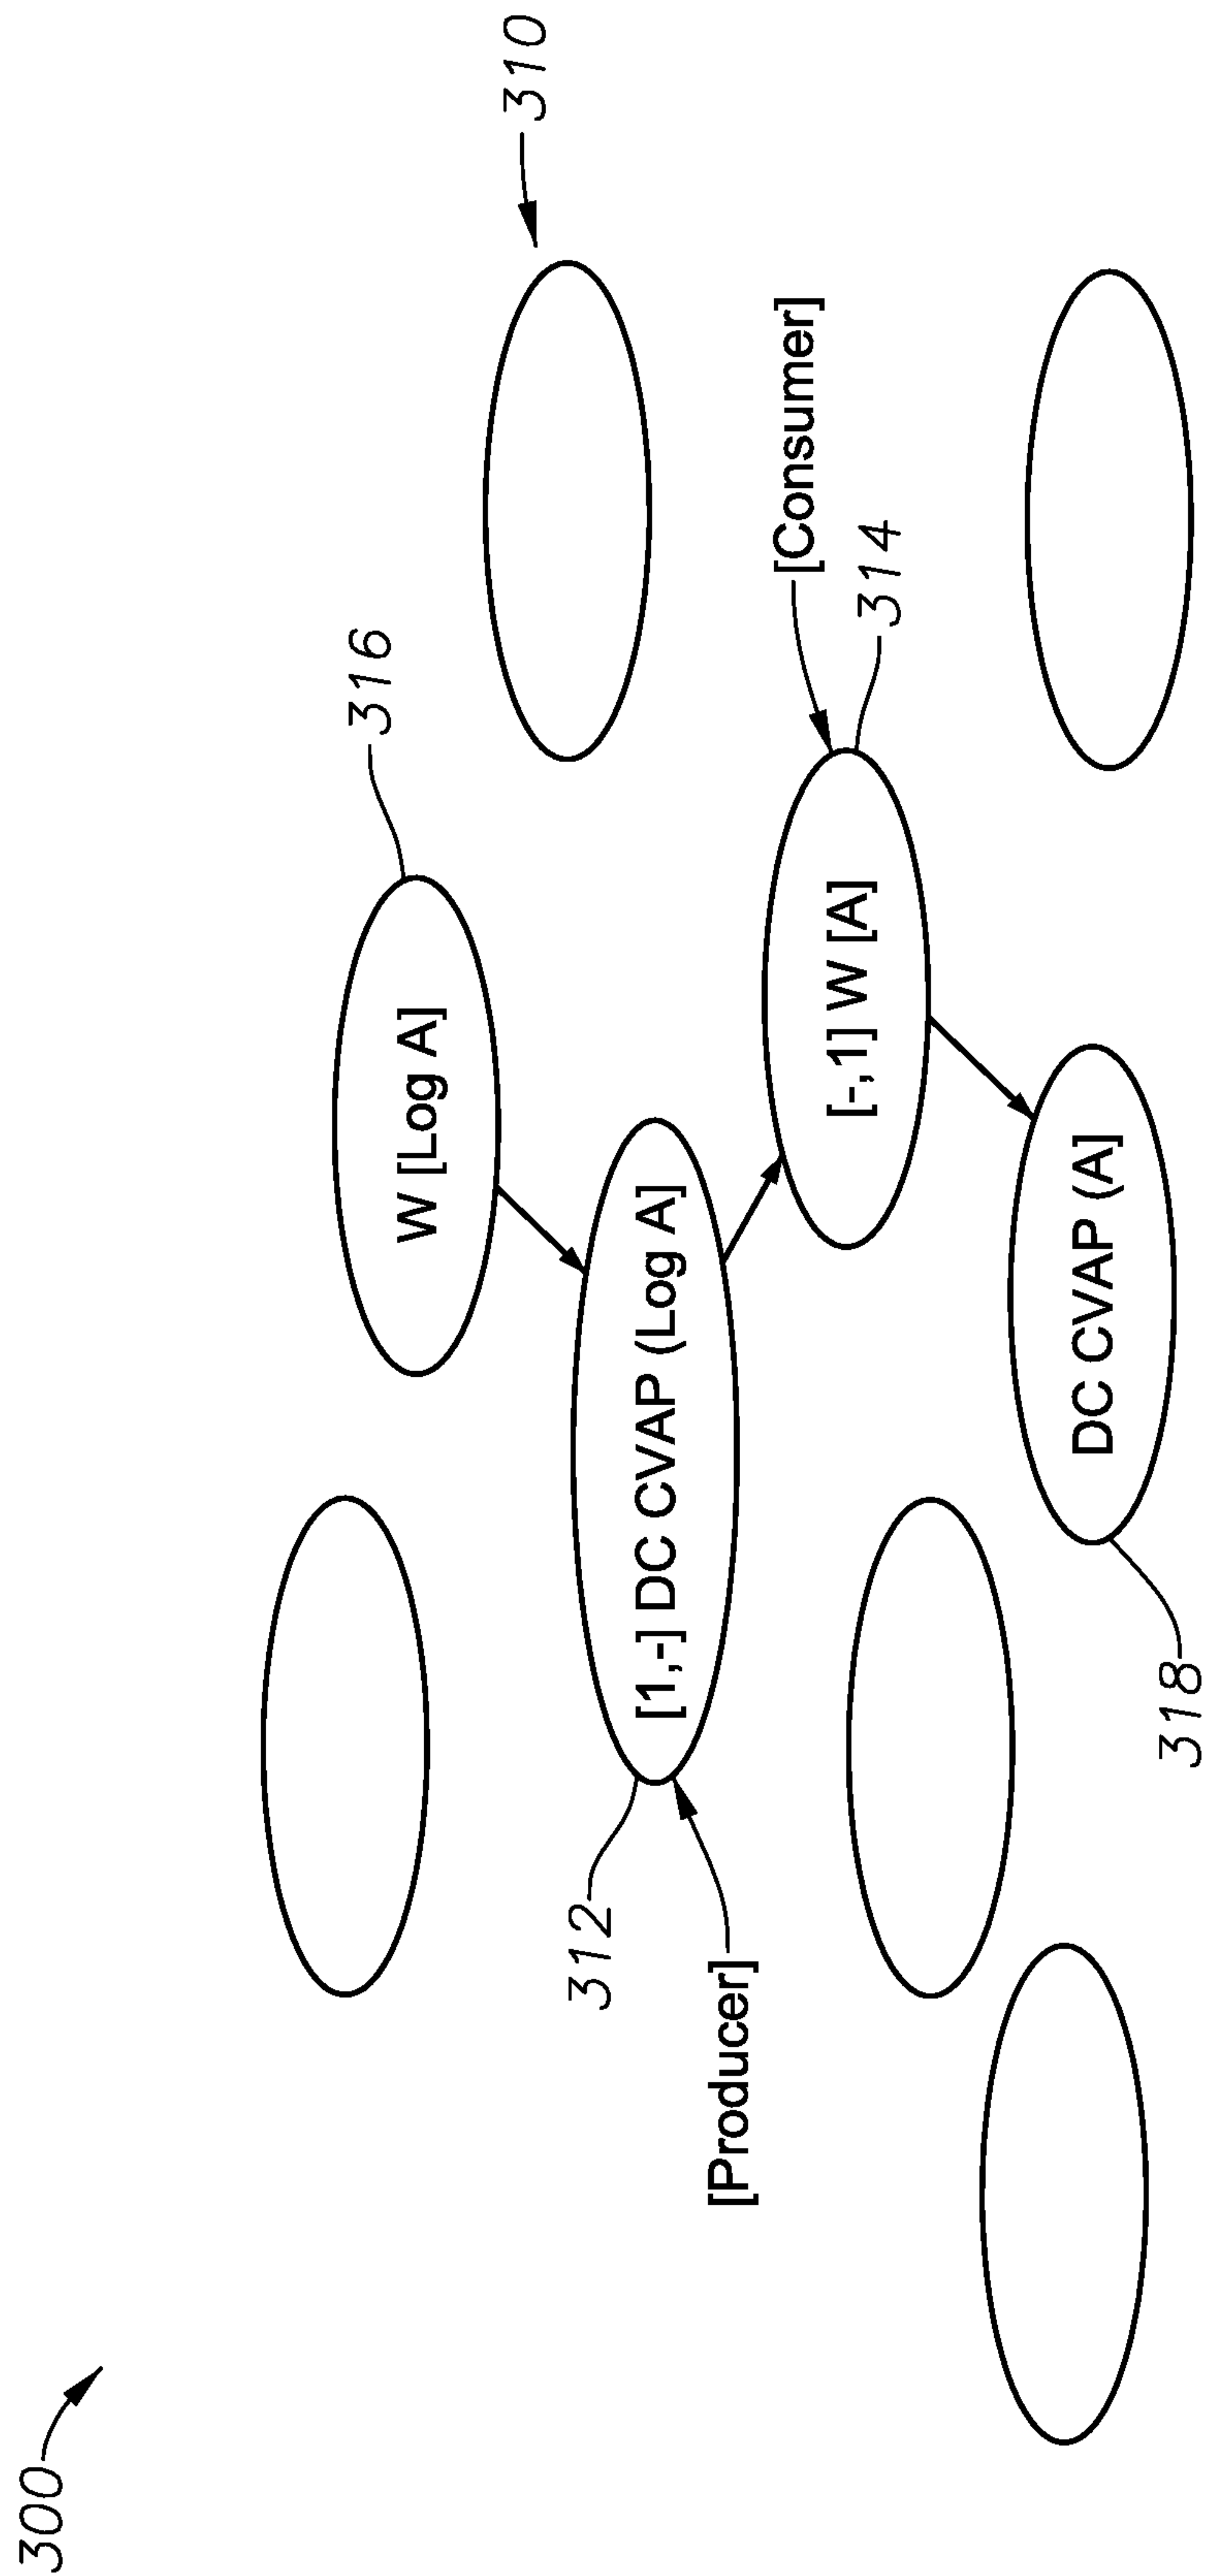 300
316
W [Log A]
310
312
[1,-] DC CVAP (Log A]
[Producer]
[Consumer]
[-,1] W [A]
314
DC CVAP (A]
318